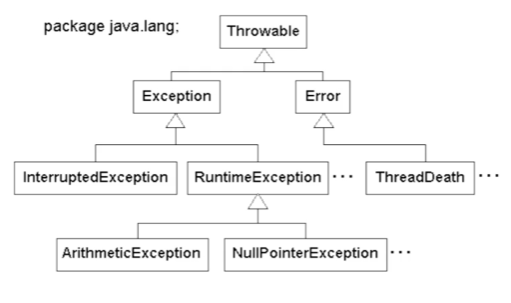 package java.lang;
Throwable
Exception
Error
InterruptedException
RuntimeException
...
ThreadDeath
...
ArithmeticException
NullPointerException
...